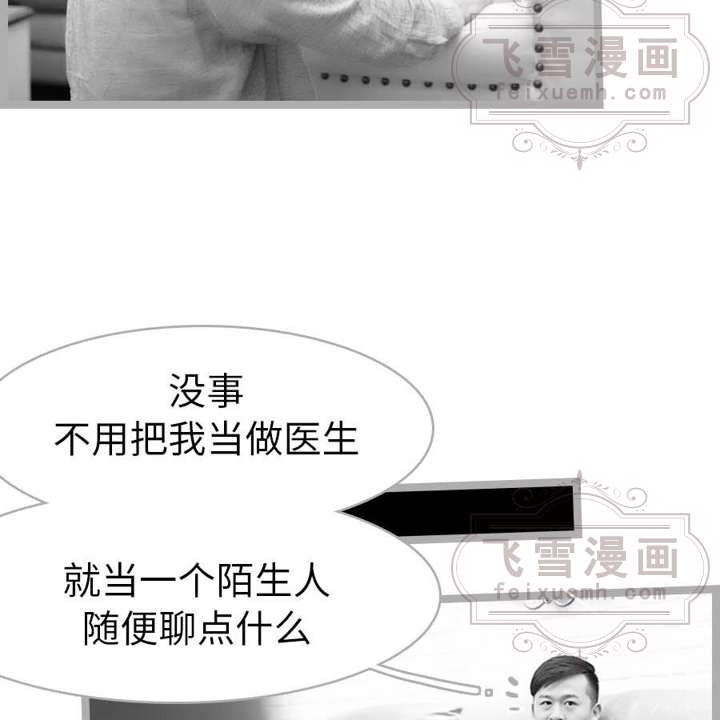 飞雪漫画
feixuemh.com
没事
不用把我当做医生
就当一个陌生人
随便聊点什么
飞雪漫画
feixuemh.com